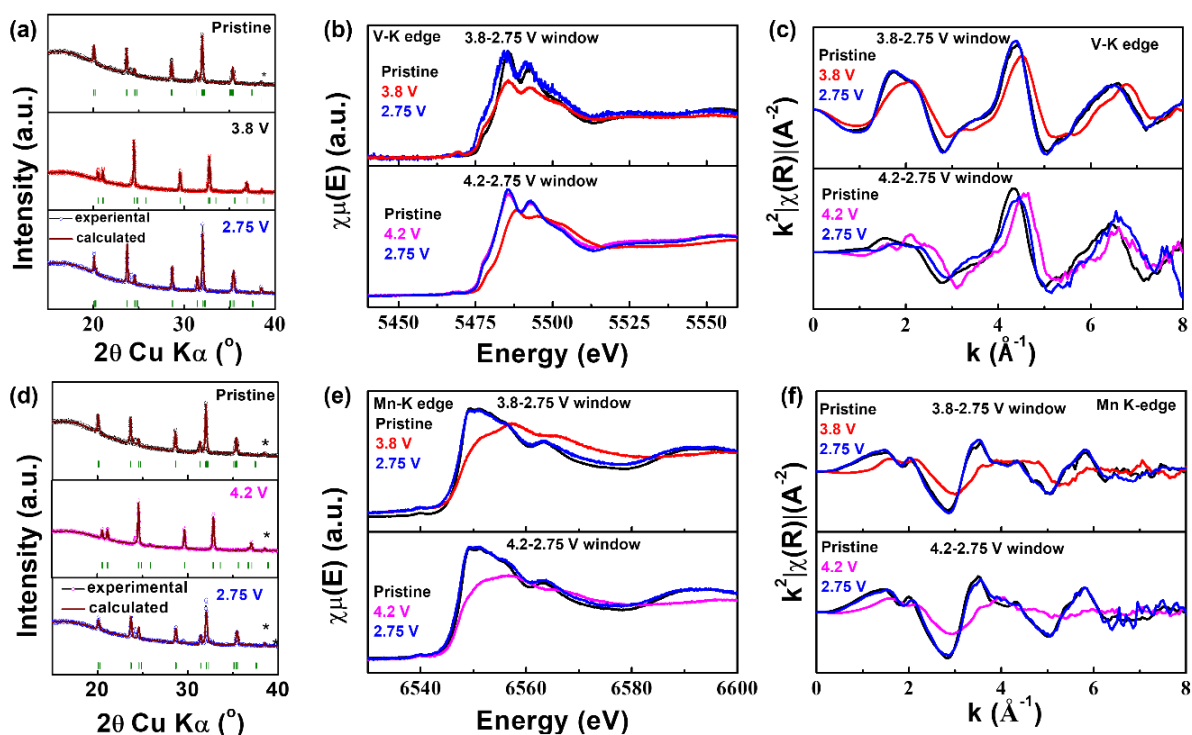 (a)
Pristine
*
3.8 V
experiental
calculated
2.75 V
Intensity (a.u.)
20
30
40
2θ Cu Kα (°)
(b)
V-K edge
3.8-2.75 V window
Pristine
3.8 V
2.75 V
4.2-2.75 V window
Pristine
4.2 V
2.75 V
χμ(E) (a.u.)
5450
5475
5500
5525
5550
Energy (eV)
(c)
3.8-2.75 V window
V-K edge
Pristine
3.8 V
2.75 V
4.2-2.75 V window
Pristine
4.2 V
2.75 V
k²|χ(R)|(A⁻²)
0
2
4
6
8
k (Å⁻¹)
(d)
Pristine
*
4.2 V
*
experimental
calculated
2.75 V
*
*
Intensity (a.u.)
20
30
40
2θ Cu Kα (°)
(e)
Mn-K edge
3.8-2.75 V window
Pristine
3.8 V
2.75 V
4.2-2.75 V window
Pristine
4.2 V
2.75 V
χμ(E) (a.u.)
6540
6560
6580
6600
Energy (eV)
(f)
Pristine
Mn K-edge
3.8 V
3.8-2.75 V window
2.75 V
4.2-2.75 V window
Pristine
4.2 V
2.75 V
k²|χ(R)|(A⁻²)
0
2
4
6
8
k (Å⁻¹)